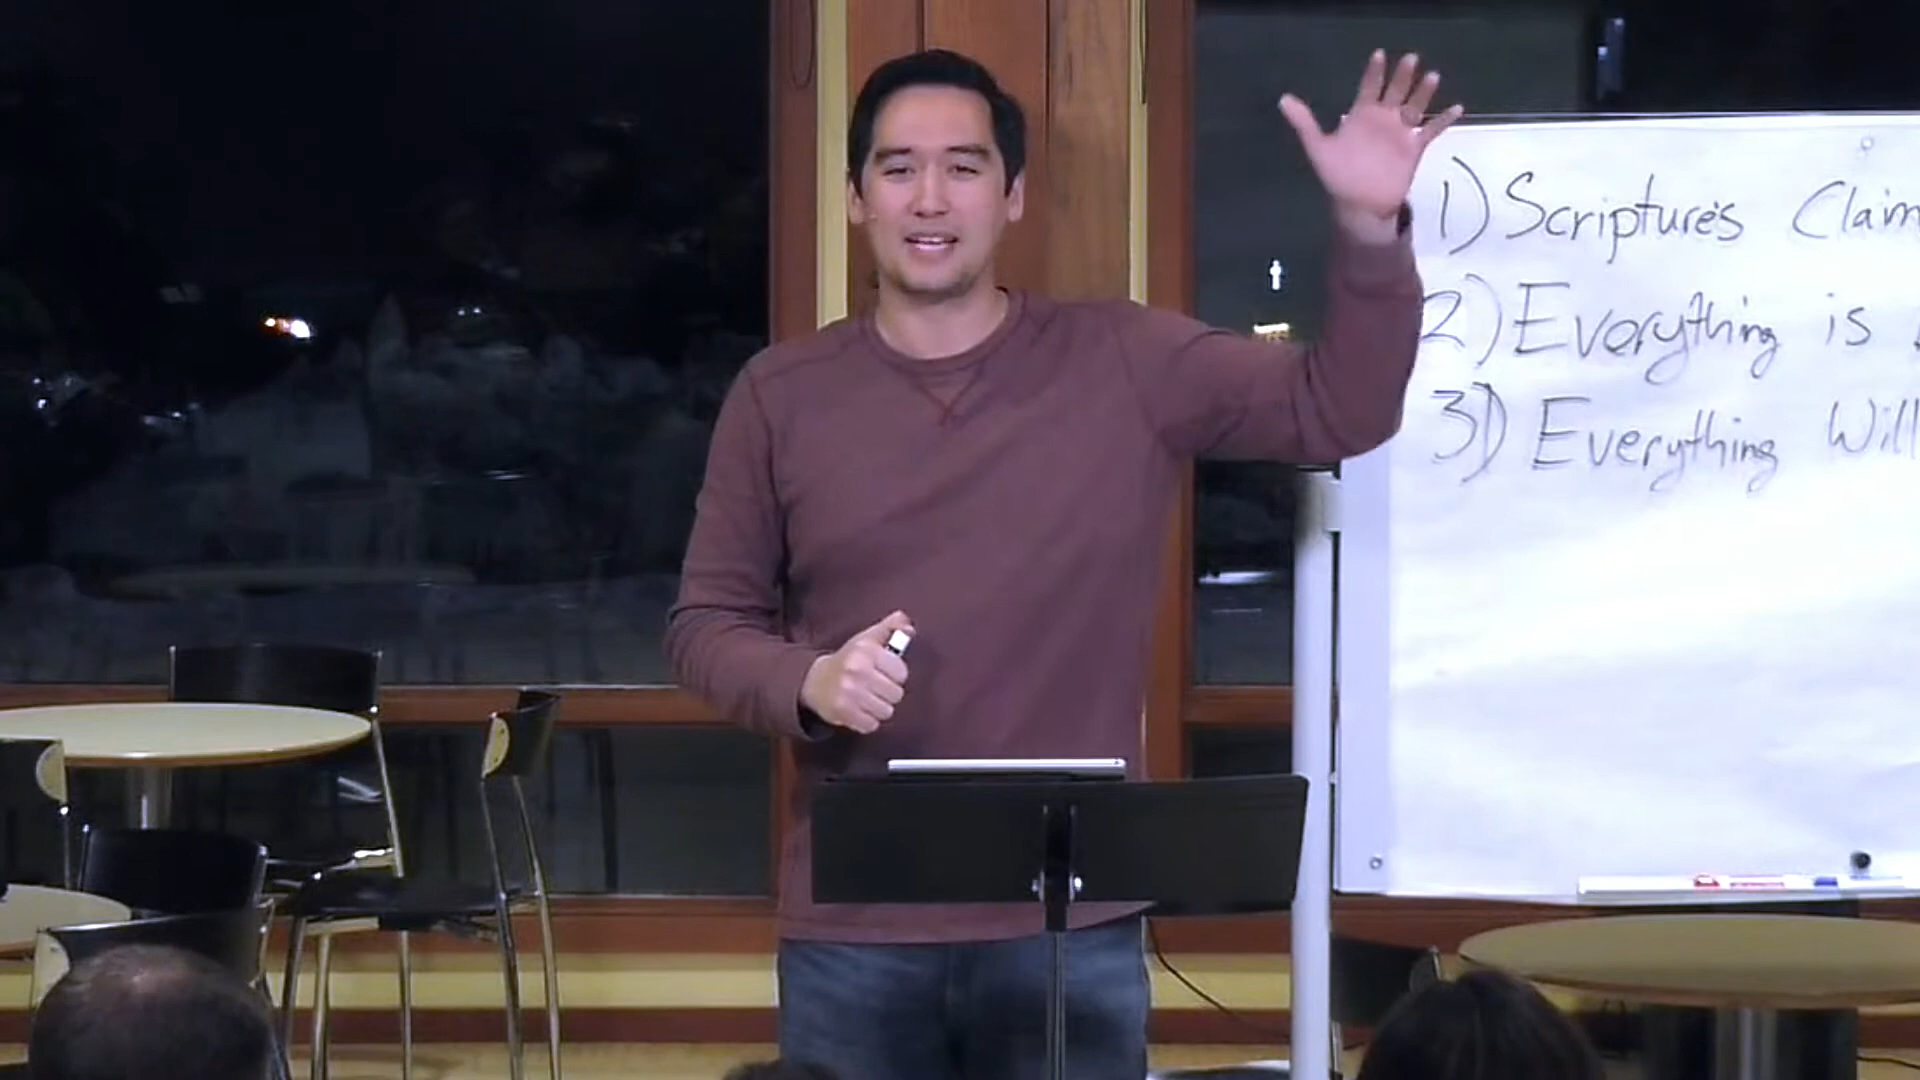 1) Scripture's Claim
2) Everything is
3) Everything Will